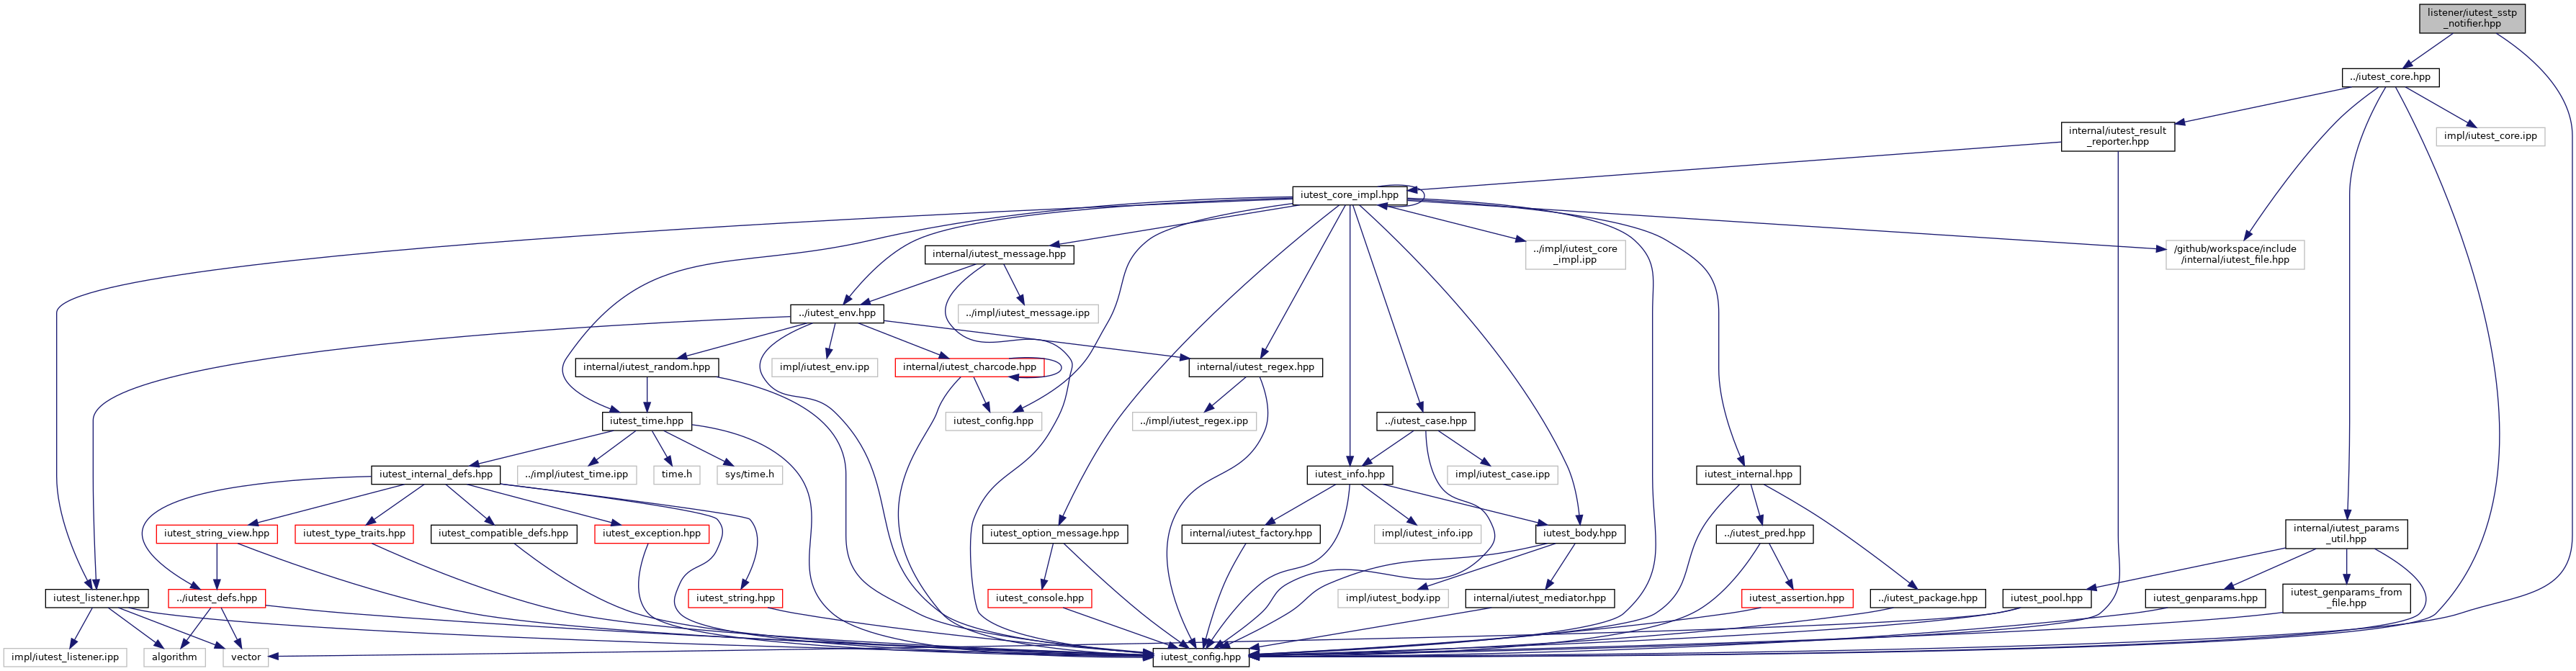 listener/iutest_sstp
_notifier.hpp
../iutest_core.hpp
internal/iutest_result
_reporter.hpp
impl/iutest_core.ipp
iutest_core_impl.hpp
internal/iutest_message.hpp
../impl/iutest_core
_impl.ipp
/github/workspace/include
/internal/iutest_file.hpp
../iutest_env.hpp
../impl/iutest_message.ipp
internal/iutest_random.hpp
impl/iutest_env.ipp
internal/iutest_charcode.hpp
internal/iutest_regex.hpp
iutest_time.hpp
iutest_config.hpp
../impl/iutest_regex.ipp
../iutest_case.hpp
iutest_internal_defs.hpp
../impl/iutest_time.ipp
time.h
sys/time.h
iutest_info.hpp
impl/iutest_case.ipp
iutest_internal.hpp
iutest_string_view.hpp
iutest_type_traits.hpp
iutest_compatible_defs.hpp
iutest_exception.hpp
iutest_option_message.hpp
internal/iutest_factory.hpp
impl/iutest_info.ipp
iutest_body.hpp
../iutest_pred.hpp
internal/iutest_params
_util.hpp
iutest_listener.hpp
../iutest_defs.hpp
iutest_string.hpp
iutest_console.hpp
impl/iutest_body.ipp
internal/iutest_mediator.hpp
iutest_assertion.hpp
../iutest_package.hpp
iutest_pool.hpp
iutest_genparams.hpp
iutest_genparams_from
_file.hpp
impl/iutest_listener.ipp
algorithm
vector
iutest_config.hpp